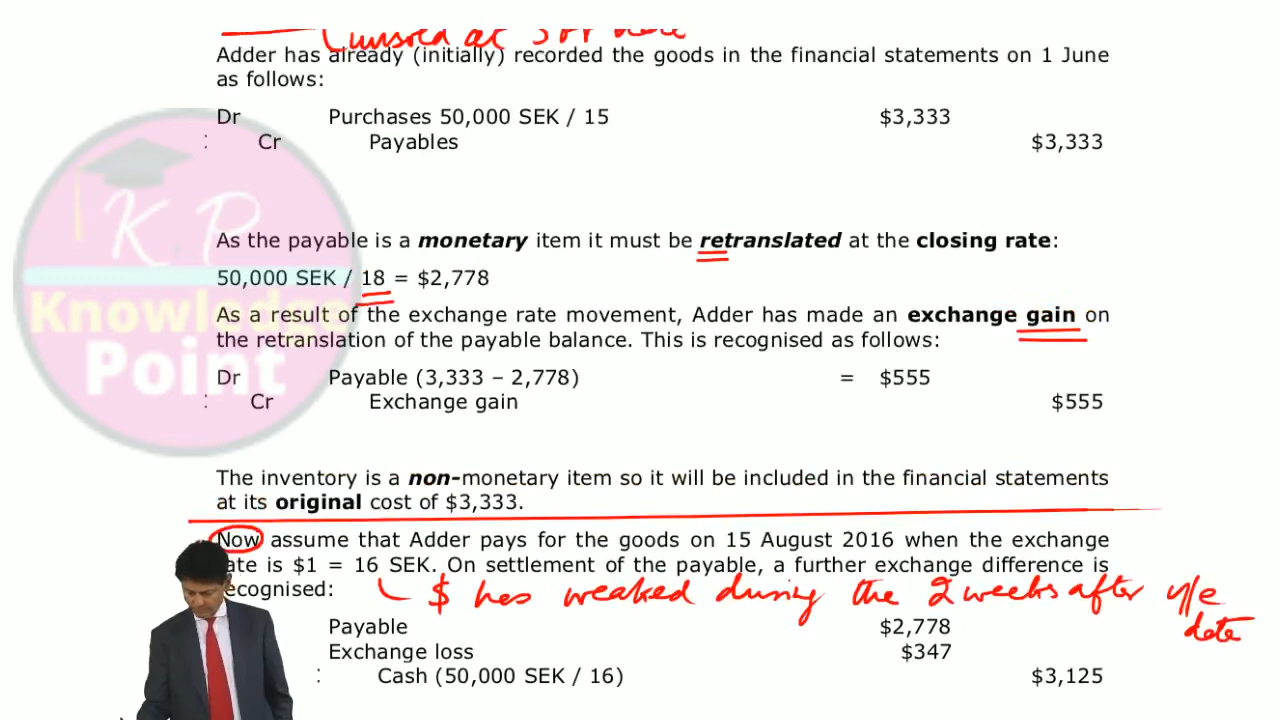 Adder has already (initially) recorded the goods in the financial statements on 1 June
as follows:
Dr Purchases 50,000 SEK / 15 $3,333
: Cr Payables $3,333
As the payable is a monetary item it must be retranslated at the closing rate:
50,000 SEK / 18 = $2,778
As a result of the exchange rate movement, Adder has made an exchange gain on
the retranslation of the payable balance. This is recognised as follows:
Dr Payable (3,333 – 2,778) = $555
: Cr Exchange gain $555
The inventory is a non-monetary item so it will be included in the financial statements
at its original cost of $3,333.
Now assume that Adder pays for the goods on 15 August 2016 when the exchange
rate is $1 = 16 SEK. On settlement of the payable, a further exchange difference is
recognised:
$ has weaked during the 2 weeks after y/e
date
Payable $2,778
Exchange loss $347
: Cash (50,000 SEK / 16) $3,125
K.P
Knowledge
Point